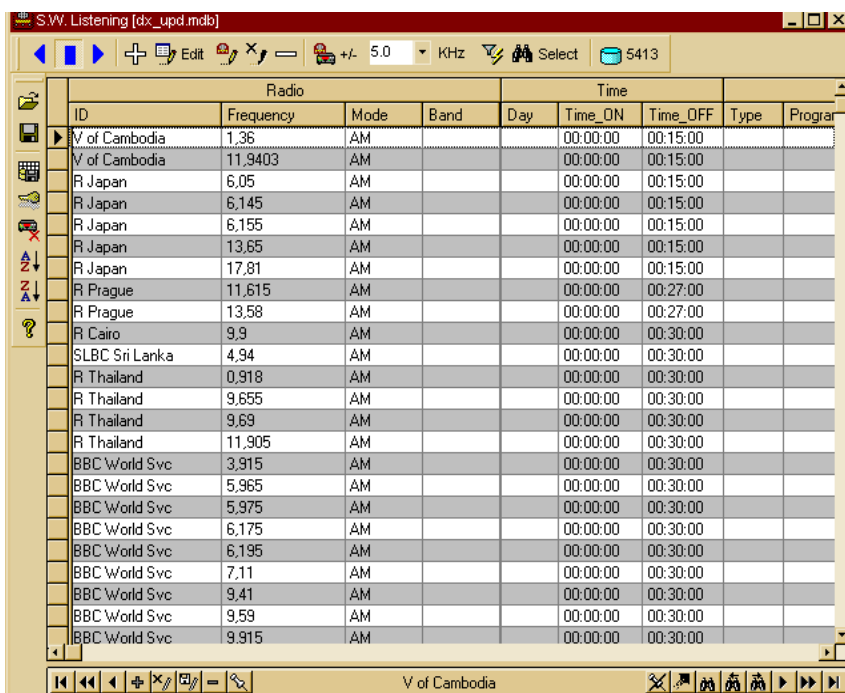 S.W. Listening [dx_upd.mdb]
Edit +/- 5.0 KHz Select 5413
Radio Time
ID Frequency Mode Band Day Time_ON Time_OFF Type Program
V of Cambodia 1,36 AM 00:00:00 00:15:00
V of Cambodia 11,9403 AM 00:00:00 00:15:00
R Japan 6,05 AM 00:00:00 00:15:00
R Japan 6,145 AM 00:00:00 00:15:00
R Japan 6,155 AM 00:00:00 00:15:00
R Japan 13,65 AM 00:00:00 00:15:00
R Japan 17,81 AM 00:00:00 00:15:00
R Prague 11,615 AM 00:00:00 00:27:00
R Prague 13,58 AM 00:00:00 00:27:00
R Cairo 9,9 AM 00:00:00 00:30:00
SLBC Sri Lanka 4,94 AM 00:00:00 00:30:00
R Thailand 0,918 AM 00:00:00 00:30:00
R Thailand 9,655 AM 00:00:00 00:30:00
R Thailand 9,69 AM 00:00:00 00:30:00
R Thailand 11,905 AM 00:00:00 00:30:00
BBC World Svc 3,915 AM 00:00:00 00:30:00
BBC World Svc 5,965 AM 00:00:00 00:30:00
BBC World Svc 5,975 AM 00:00:00 00:30:00
BBC World Svc 6,175 AM 00:00:00 00:30:00
BBC World Svc 6,195 AM 00:00:00 00:30:00
BBC World Svc 7,11 AM 00:00:00 00:30:00
BBC World Svc 9,41 AM 00:00:00 00:30:00
BBC World Svc 9,59 AM 00:00:00 00:30:00
BBC World Svc 9,915 AM 00:00:00 00:30:00
V of Cambodia